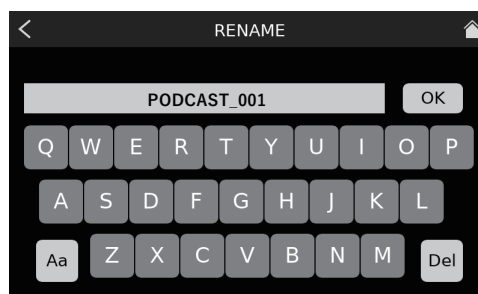 RENAME
PODCAST_001 OK
Q W E R T Y U I O P
A S D F G H J K L
Aa Z X C V B N M Del